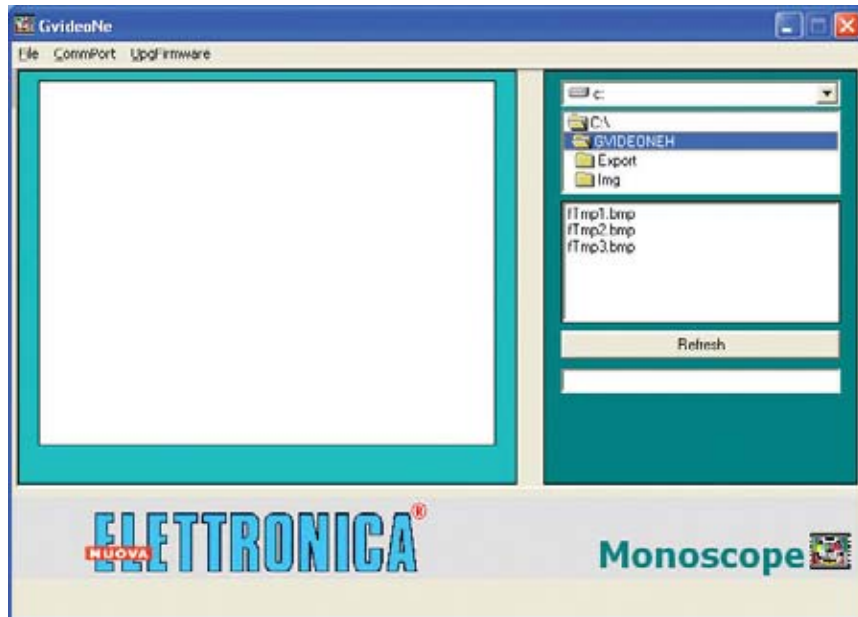 GvideoNe
File CommPort UpgFirmware
c:
C:\
GVIDEONEH
Export
Img
fTmp1.bmp
fTmp2.bmp
fTmp3.bmp
Refresh
NUOVA ELETTRONICA®
Monoscope